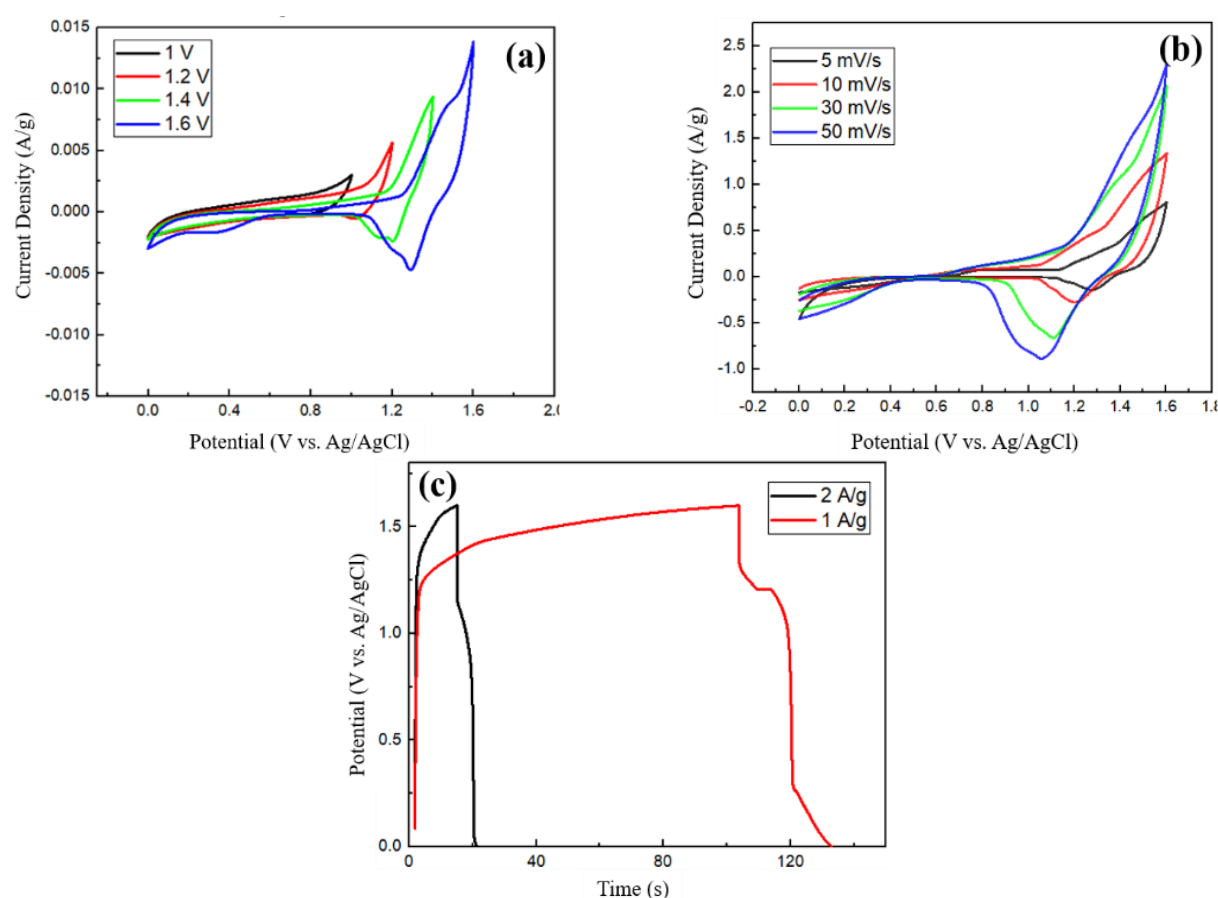 (a)
1 V
1.2 V
1.4 V
1.6 V
0.015
0.010
0.005
0.000
-0.005
-0.010
-0.015
0.0 0.4 0.8 1.2 1.6 2.0
Current Density (A/g)
Potential (V vs. Ag/AgCl)
(b)
5 mV/s
10 mV/s
30 mV/s
50 mV/s
2.5
2.0
1.5
1.0
0.5
0.0
-0.5
-1.0
-0.2 0.0 0.2 0.4 0.6 0.8 1.0 1.2 1.4 1.6 1.8
Current Density (A/g)
Potential (V vs. Ag/AgCl)
(c)
2 A/g
1 A/g
1.5
1.0
0.5
0.0
0 40 80 120
Potential (V vs. Ag/AgCl)
Time (s)